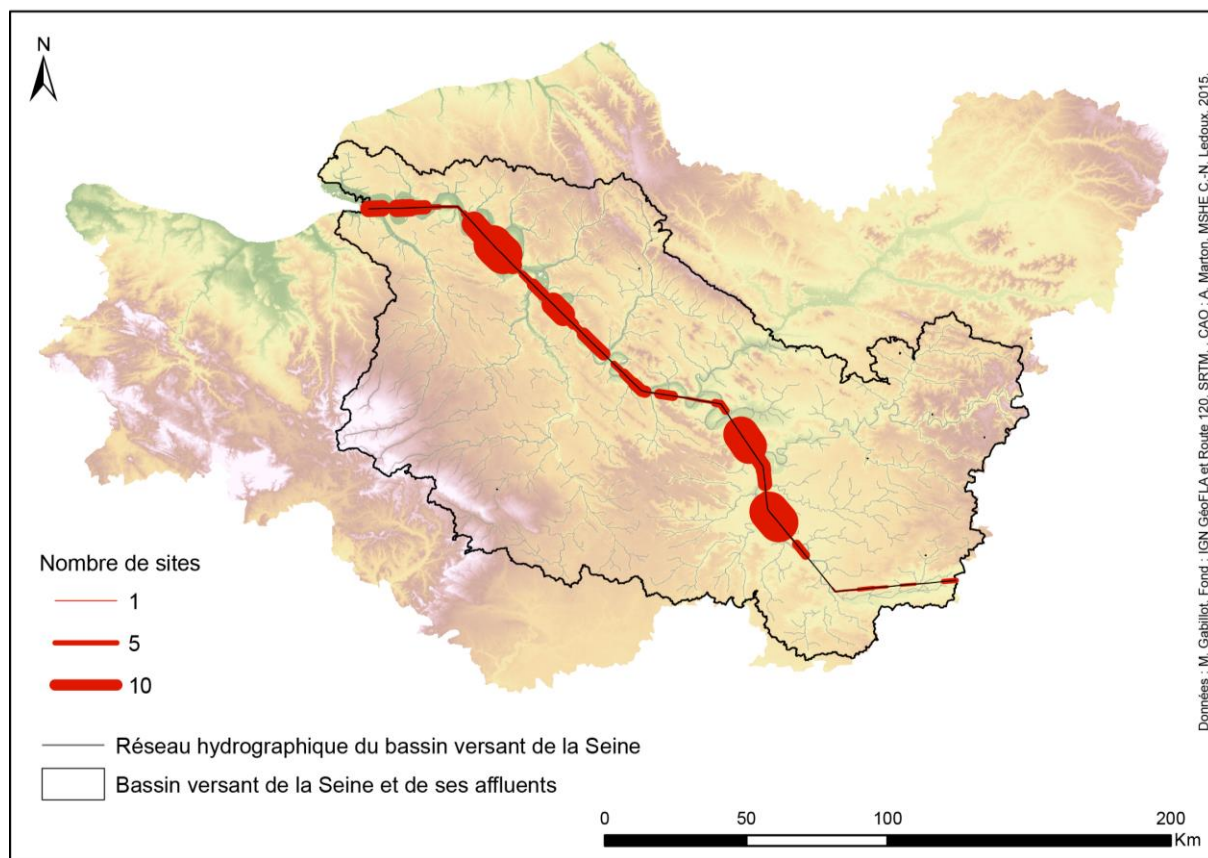 N
Nombre de sites
1
5
10
Réseau hydrographique du bassin versant de la Seine
Bassin versant de la Seine et de ses affluents
0 50 100 200
Km
Données : M. Gabillot. Fond : IGN GéoFLA et Route 120. SRTM. . CAO : A. Marton. MSHE C.-N. Ledoux. 2015.